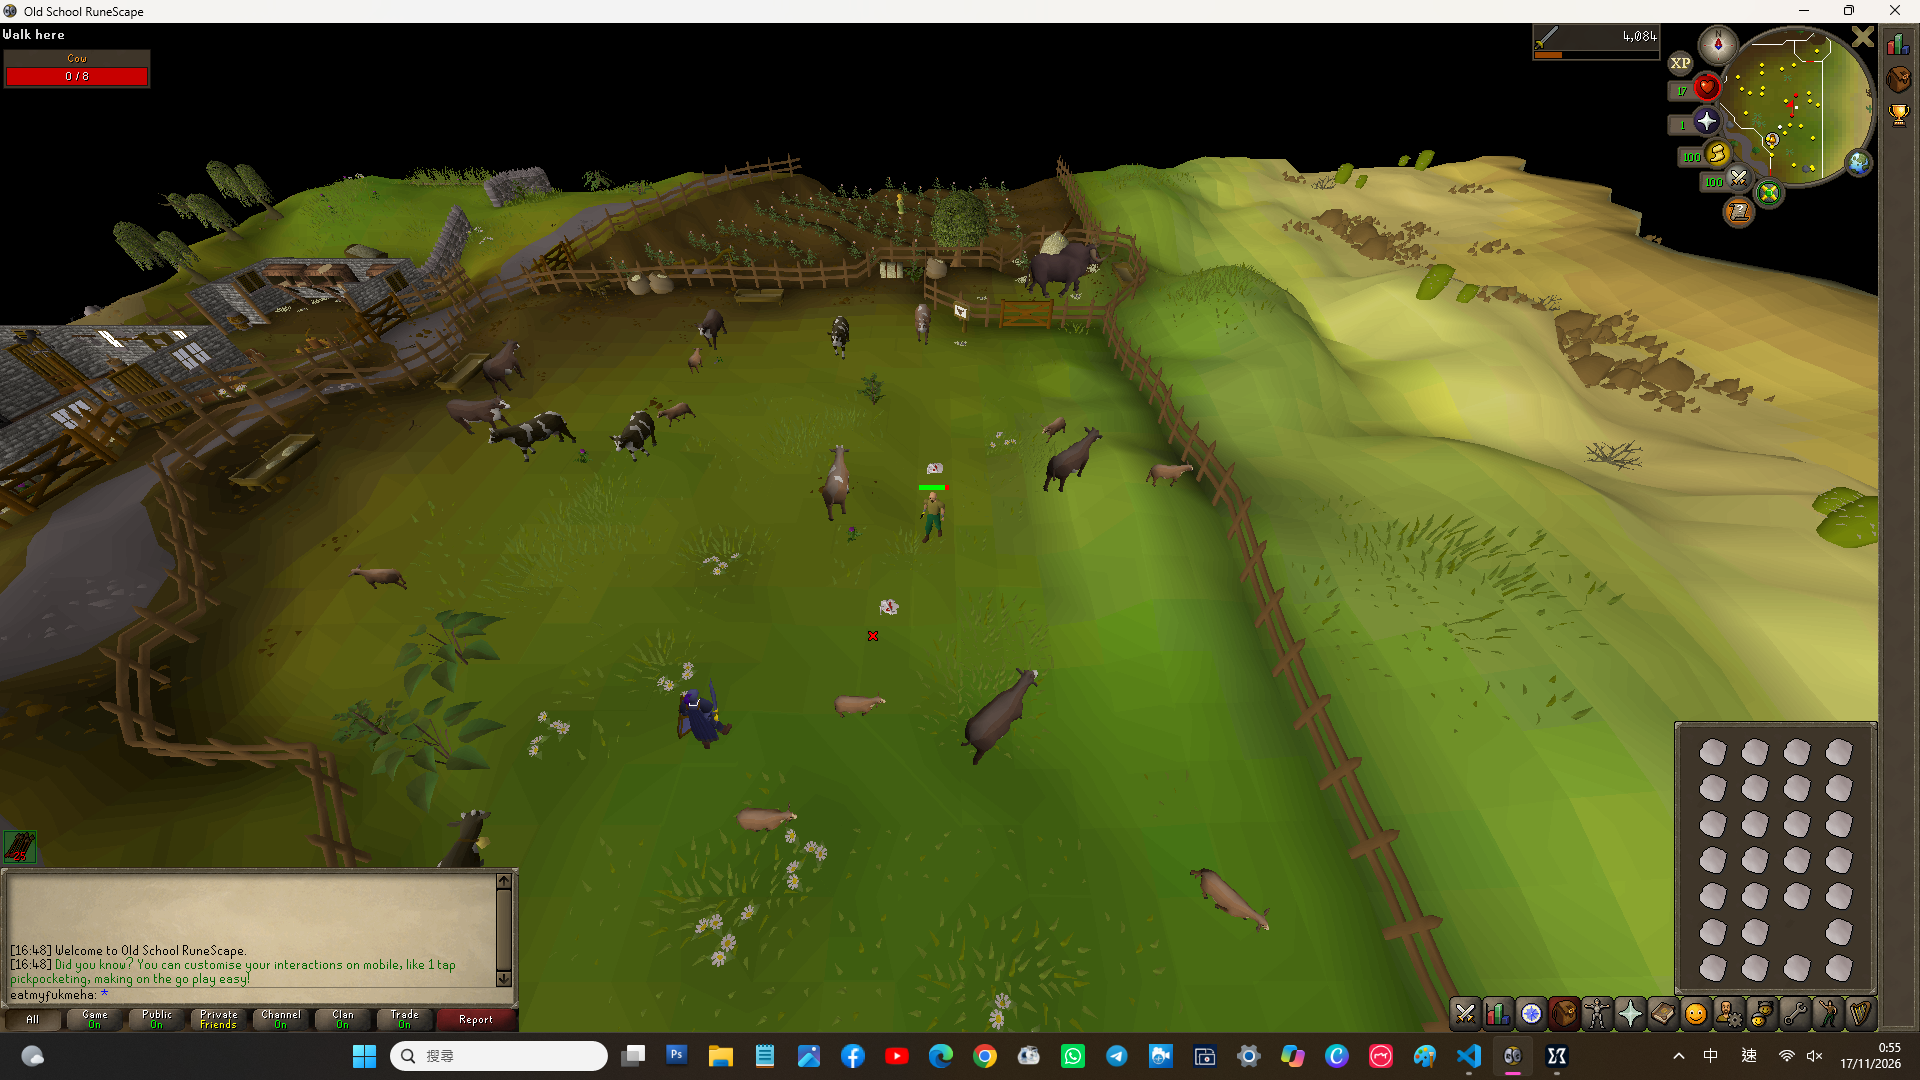 Old School RuneScape
Walk here
Cow
0 / 8
4,084
N
XP
17
1
100
100
23
[16:48] Welcome to Old School RuneScape.
[16:48] Did you know? You can customise your interactions on mobile, like 1 tap
pickpocketing, making on the go play easy!
eatmyfukmeha: *
All
Game
On
Public
On
Private
Friends
Channel
On
Clan
On
Trade
On
Report
搜尋
Ps
中
速
0:55
17/11/2026